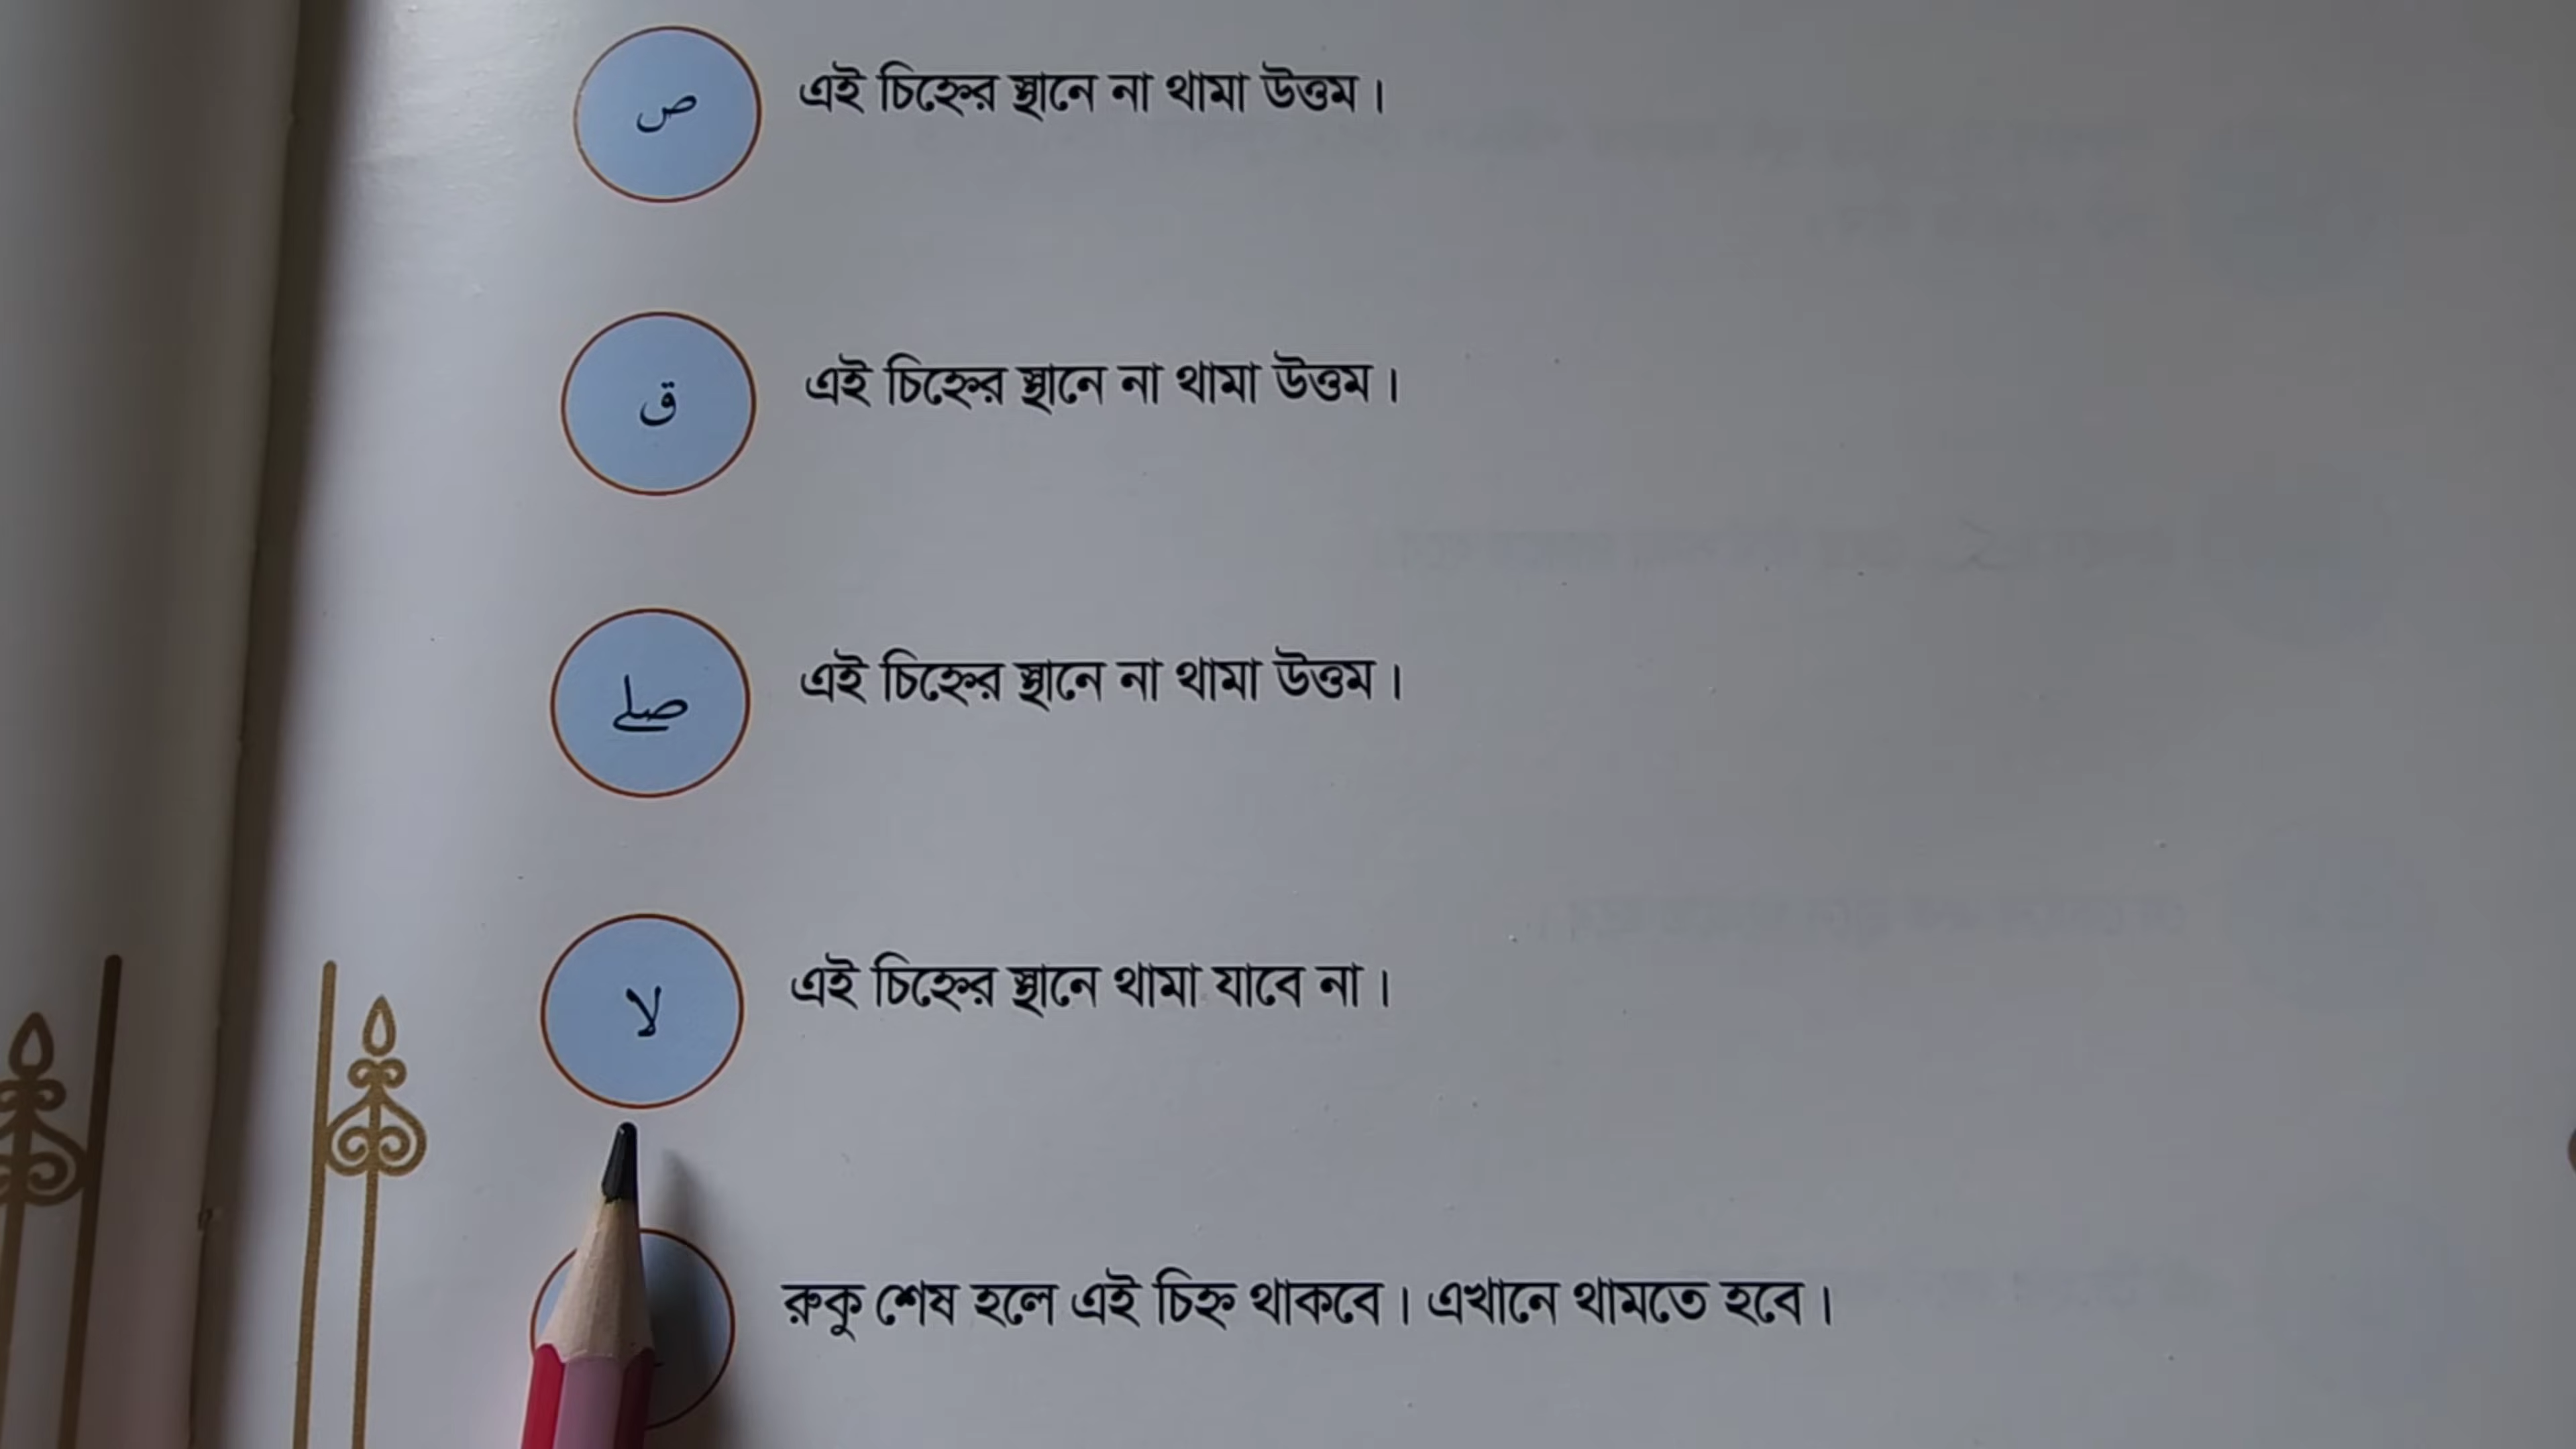 ص এই চিহ্নের স্থানে না থামা উত্তম।
ق এই চিহ্নের স্থানে না থামা উত্তম।
صلے এই চিহ্নের স্থানে না থামা উত্তম।
لا এই চিহ্নের স্থানে থামা যাবে না।
রুকু শেষ হলে এই চিহ্ন থাকবে। এখানে থামতে হবে।